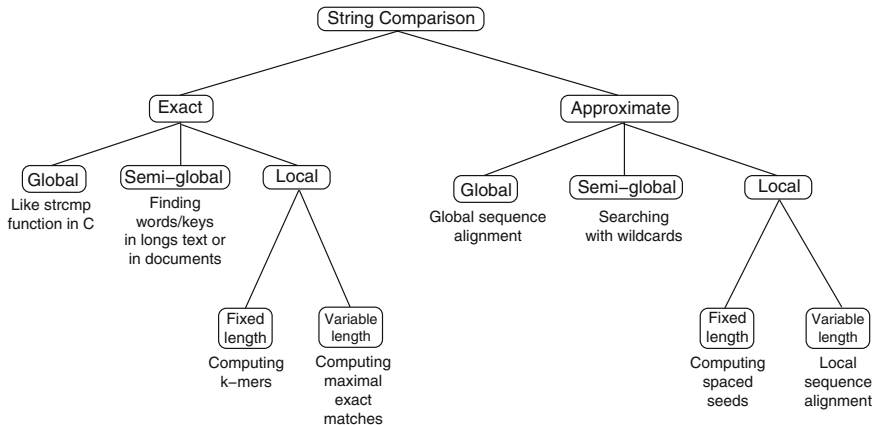 String Comparison
Exact
Approximate
Global
Like strcmp
function in C
Semi−global
Finding
words/keys
in longs text or
in documents
Local
Global
Global sequence
alignment
Semi−global
Searching
with wildcards
Local
Fixed
length
Computing
k−mers
Variable
length
Computing
maximal
exact
matches
Fixed
length
Computing
spaced
seeds
Variable
length
Local
sequence
alignment